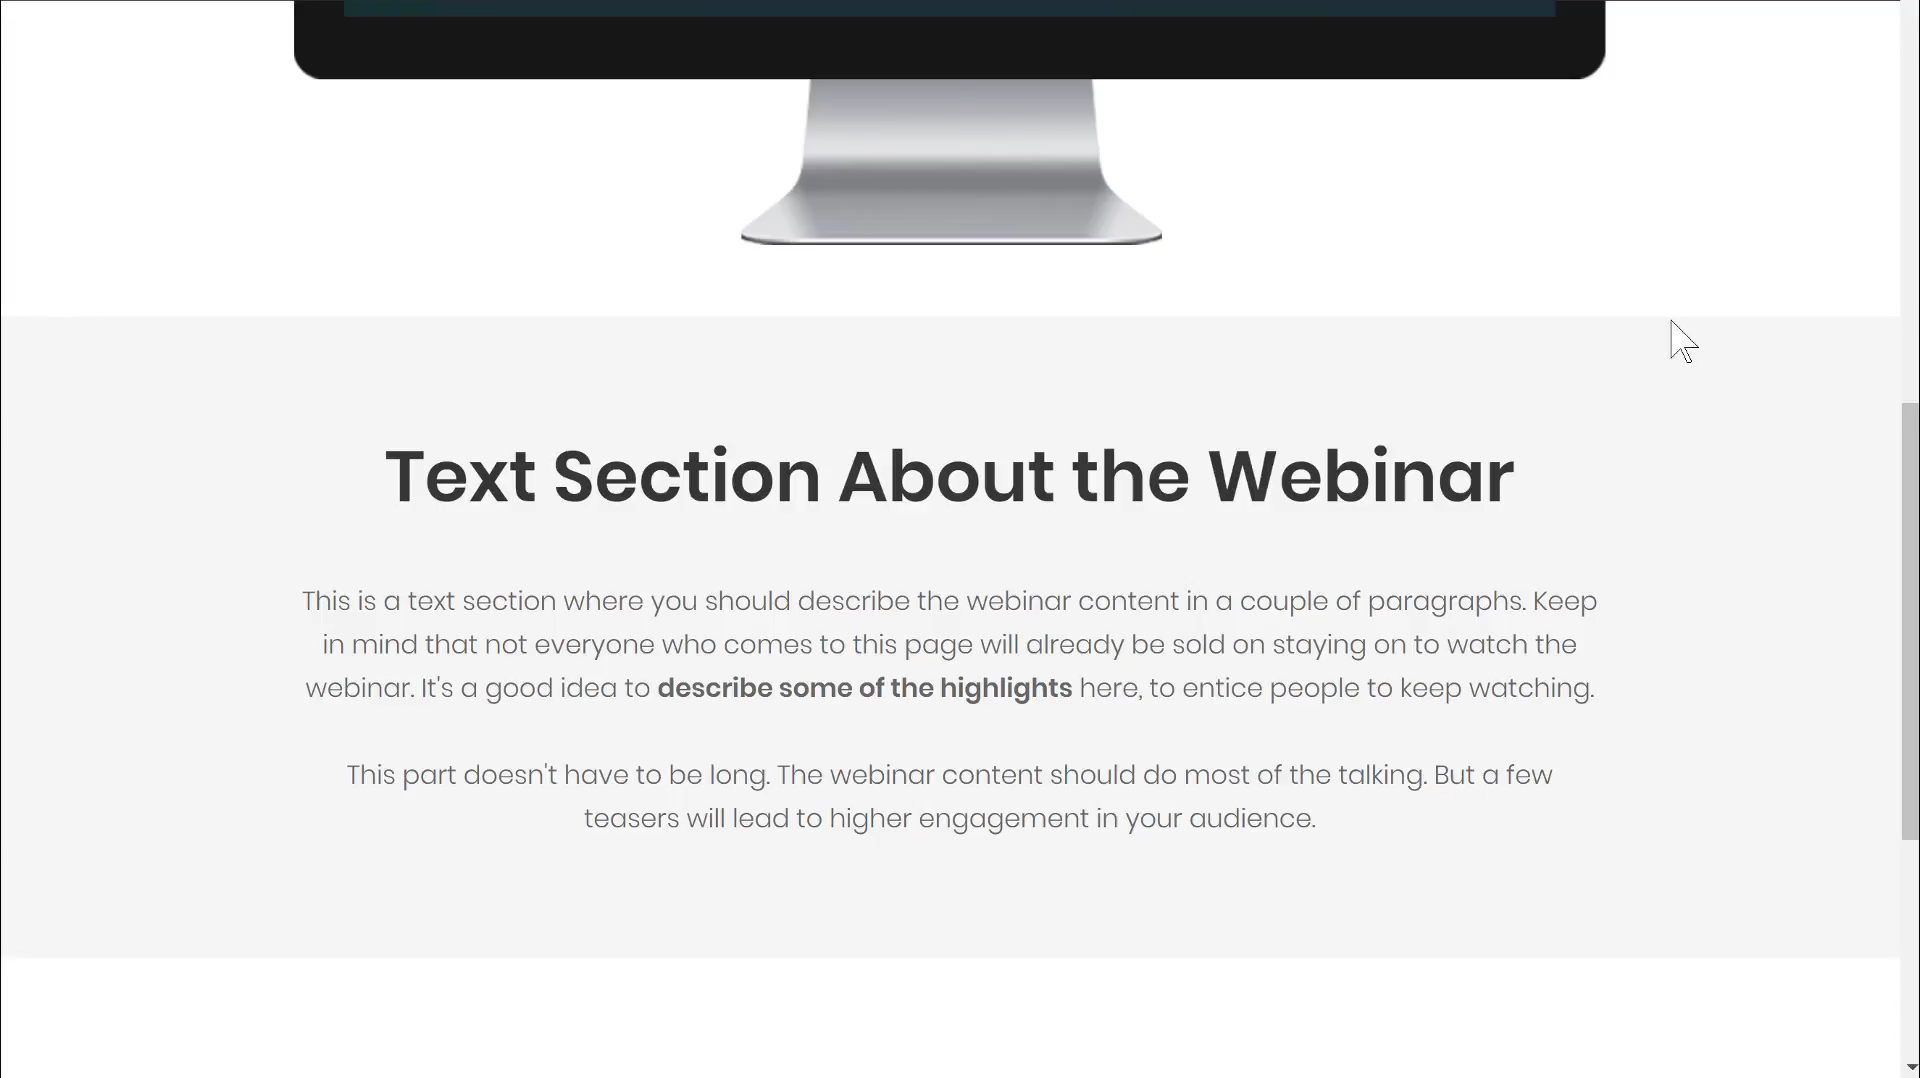 Text Section About the Webinar
This is a text section where you should describe the webinar content in a couple of paragraphs. Keep
in mind that not everyone who comes to this page will already be sold on staying on to watch the
webinar. It's a good idea to describe some of the highlights here, to entice people to keep watching.
This part doesn't have to be long. The webinar content should do most of the talking. But a few
teasers will lead to higher engagement in your audience.